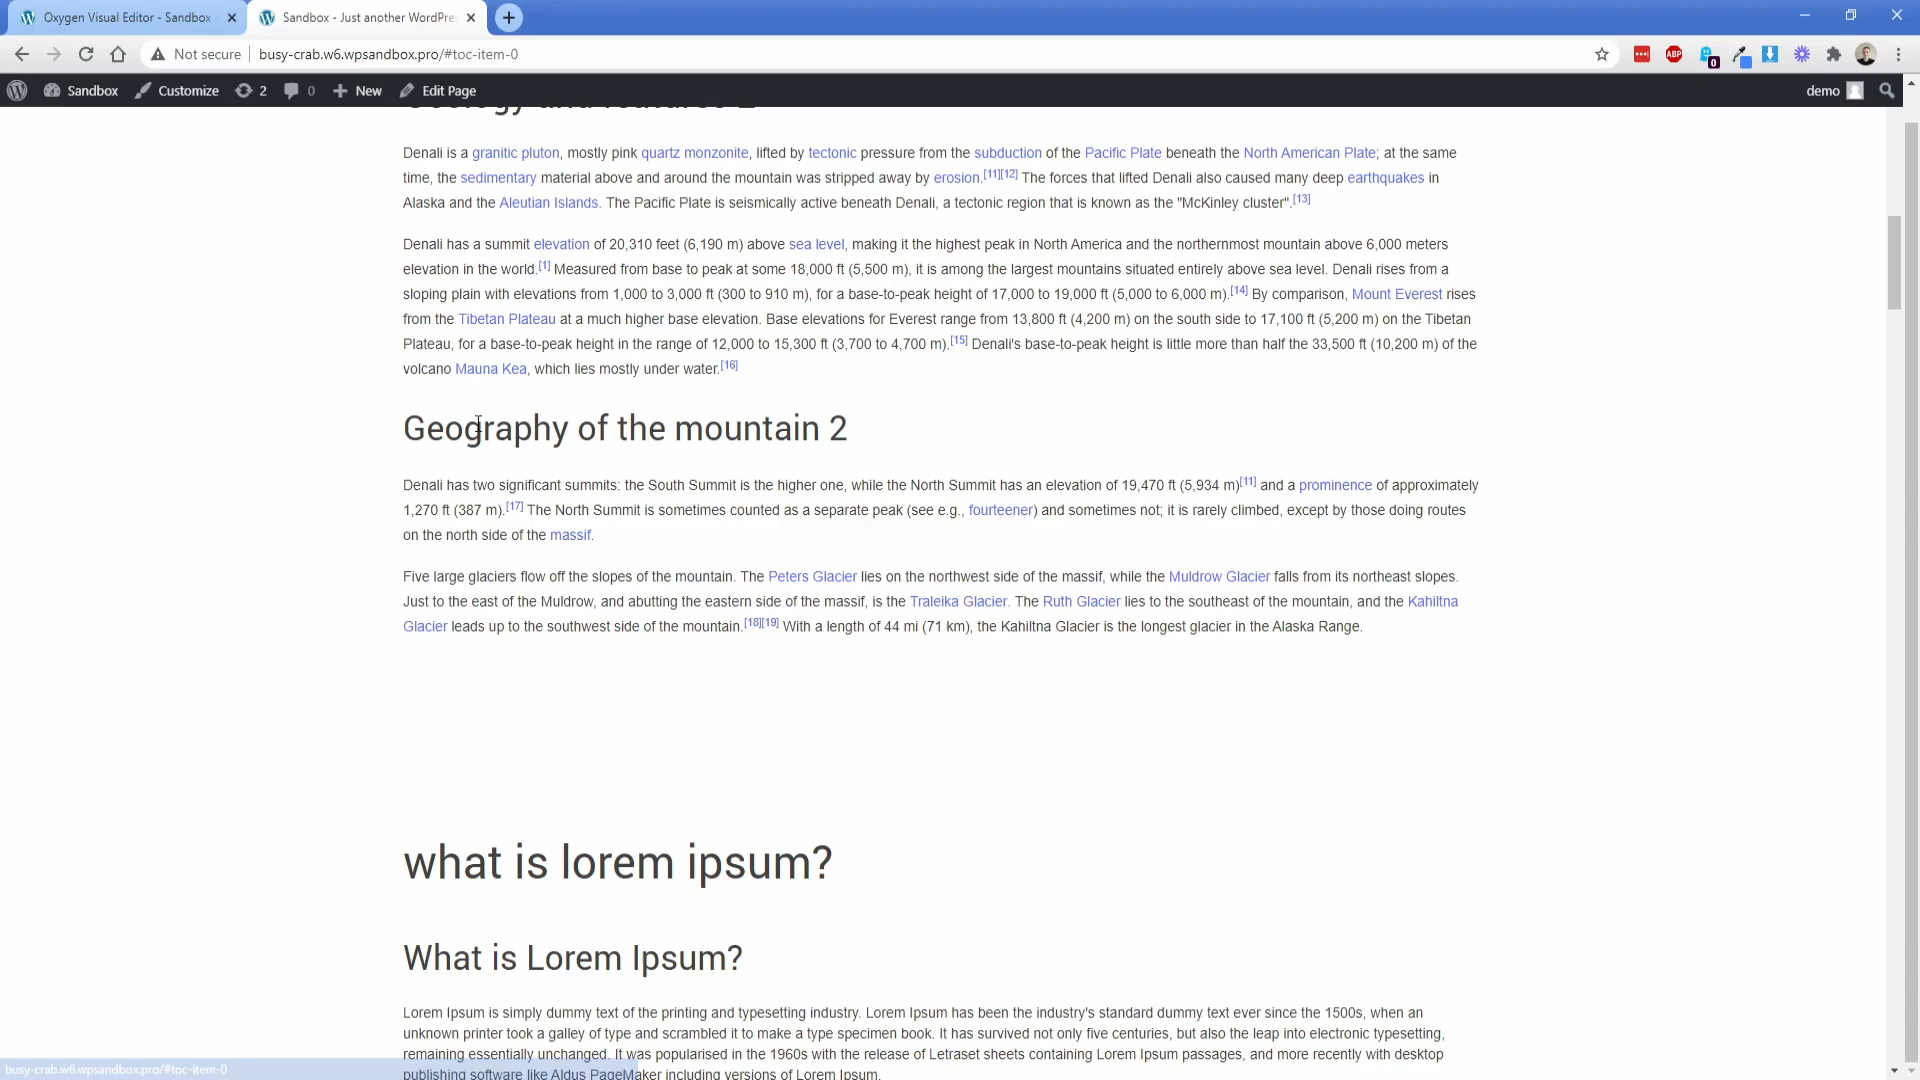 Oxygen Visual Editor - Sandbox
Sandbox - Just another WordPre
Not secure
busy-crab.w6.wpsandbox.pro/#toc-item-0
ABP
0
Sandbox
Customize
2
0
New
Edit Page
demo
Geology and features 2
Denali is a granitic pluton, mostly pink quartz monzonite, lifted by tectonic pressure from the subduction of the Pacific Plate beneath the North American Plate; at the same
time, the sedimentary material above and around the mountain was stripped away by erosion.[11][12] The forces that lifted Denali also caused many deep earthquakes in
Alaska and the Aleutian Islands. The Pacific Plate is seismically active beneath Denali, a tectonic region that is known as the "McKinley cluster".[13]
Denali has a summit elevation of 20,310 feet (6,190 m) above sea level, making it the highest peak in North America and the northernmost mountain above 6,000 meters
elevation in the world.[1] Measured from base to peak at some 18,000 ft (5,500 m), it is among the largest mountains situated entirely above sea level. Denali rises from a
sloping plain with elevations from 1,000 to 3,000 ft (300 to 910 m), for a base-to-peak height of 17,000 to 19,000 ft (5,000 to 6,000 m).[14] By comparison, Mount Everest rises
from the Tibetan Plateau at a much higher base elevation. Base elevations for Everest range from 13,800 ft (4,200 m) on the south side to 17,100 ft (5,200 m) on the Tibetan
Plateau, for a base-to-peak height in the range of 12,000 to 15,300 ft (3,700 to 4,700 m).[15] Denali's base-to-peak height is little more than half the 33,500 ft (10,200 m) of the
volcano Mauna Kea, which lies mostly under water.[16]
Geography of the mountain 2
Denali has two significant summits: the South Summit is the higher one, while the North Summit has an elevation of 19,470 ft (5,934 m)[11] and a prominence of approximately
1,270 ft (387 m).[17] The North Summit is sometimes counted as a separate peak (see e.g., fourteener) and sometimes not; it is rarely climbed, except by those doing routes
on the north side of the massif.
Five large glaciers flow off the slopes of the mountain. The Peters Glacier lies on the northwest side of the massif, while the Muldrow Glacier falls from its northeast slopes.
Just to the east of the Muldrow, and abutting the eastern side of the massif, is the Traleika Glacier. The Ruth Glacier lies to the southeast of the mountain, and the Kahiltna
Glacier leads up to the southwest side of the mountain.[18][19] With a length of 44 mi (71 km), the Kahiltna Glacier is the longest glacier in the Alaska Range.
what is lorem ipsum?
What is Lorem Ipsum?
Lorem Ipsum is simply dummy text of the printing and typesetting industry. Lorem Ipsum has been the industry's standard dummy text ever since the 1500s, when an
unknown printer took a galley of type and scrambled it to make a type specimen book. It has survived not only five centuries, but also the leap into electronic typesetting,
remaining essentially unchanged. It was popularised in the 1960s with the release of Letraset sheets containing Lorem Ipsum passages, and more recently with desktop
publishing software like Aldus PageMaker including versions of Lorem Ipsum.
busy-crab.w6.wpsandbox.pro/#toc-item-0